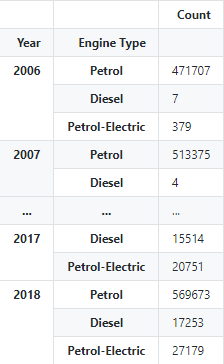 Count
Year Engine Type
2006 Petrol 471707
Diesel 7
Petrol-Electric 379
2007 Petrol 513375
Diesel 4
... ... ...
2017 Diesel 15514
Petrol-Electric 20751
2018 Petrol 569673
Diesel 17253
Petrol-Electric 27179